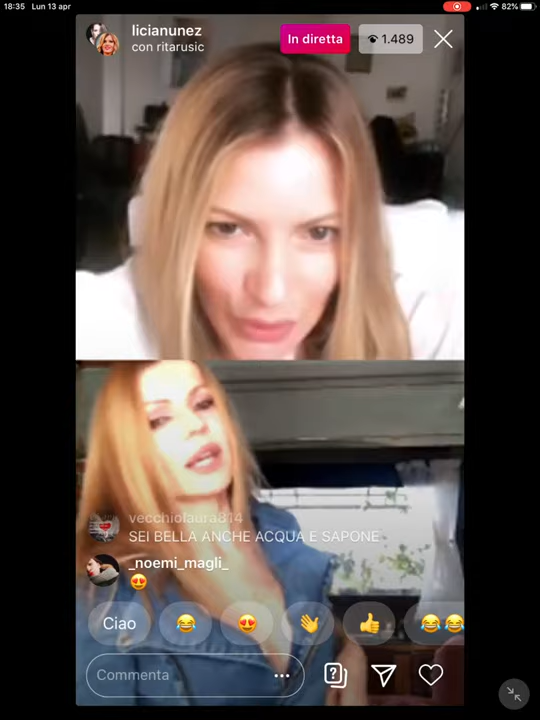 18:35 Lun 13 apr 82%
licianunez
con ritarusic
In diretta
1.489
vecchiofaura814
SEI BELLA ANCHE ACQUA E SAPONE
_noemi_magli_
😍
Ciao 😂 😍 👋 👍 😂😂
Commenta